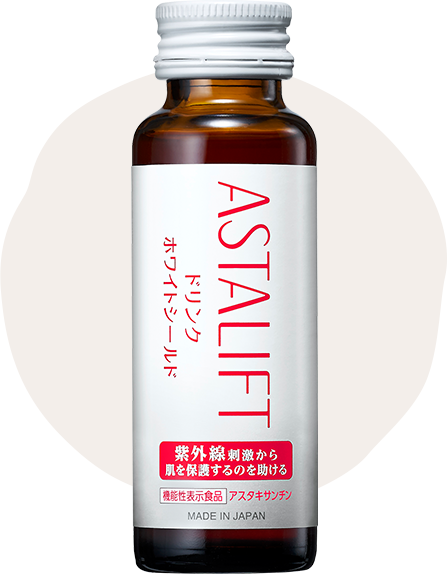 ASTALIFT
ドリンク
ホワイトシールド
紫外線刺激から
肌を保護するのを助ける
機能性表示食品 アスタキサンチン
MADE IN JAPAN